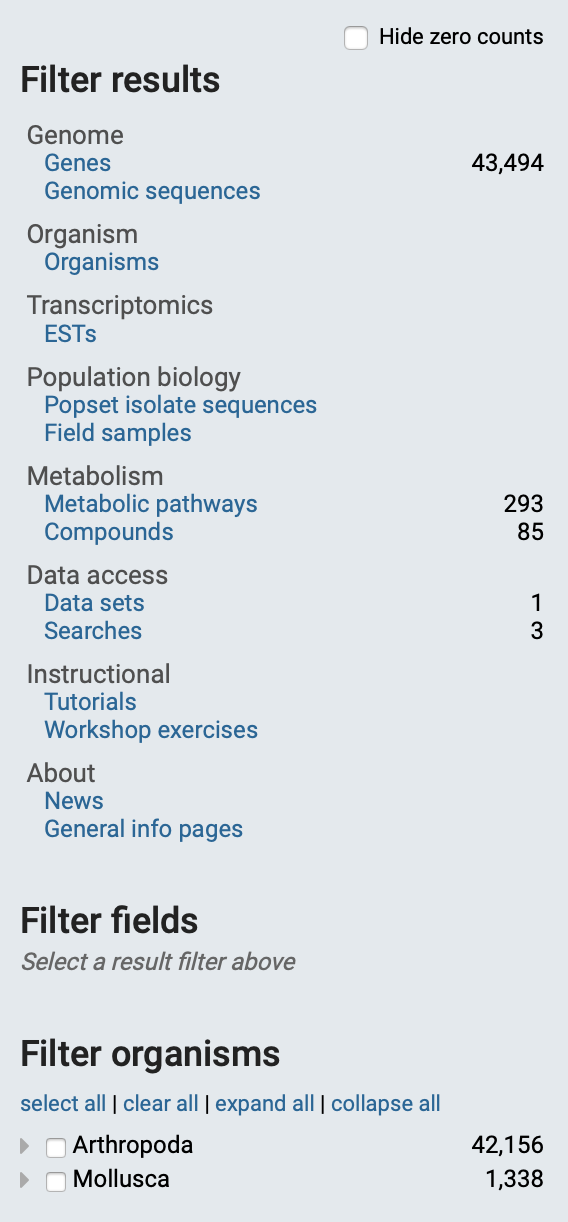 Hide zero counts
Filter results
Genome
Genes 43,494
Genomic sequences
Organism
Organisms
Transcriptomics
ESTs
Population biology
Popset isolate sequences
Field samples
Metabolism
Metabolic pathways 293
Compounds 85
Data access
Data sets 1
Searches 3
Instructional
Tutorials
Workshop exercises
About
News
General info pages
Filter fields
Select a result filter above
Filter organisms
select all | clear all | expand all | collapse all
Arthropoda 42,156
Mollusca 1,338